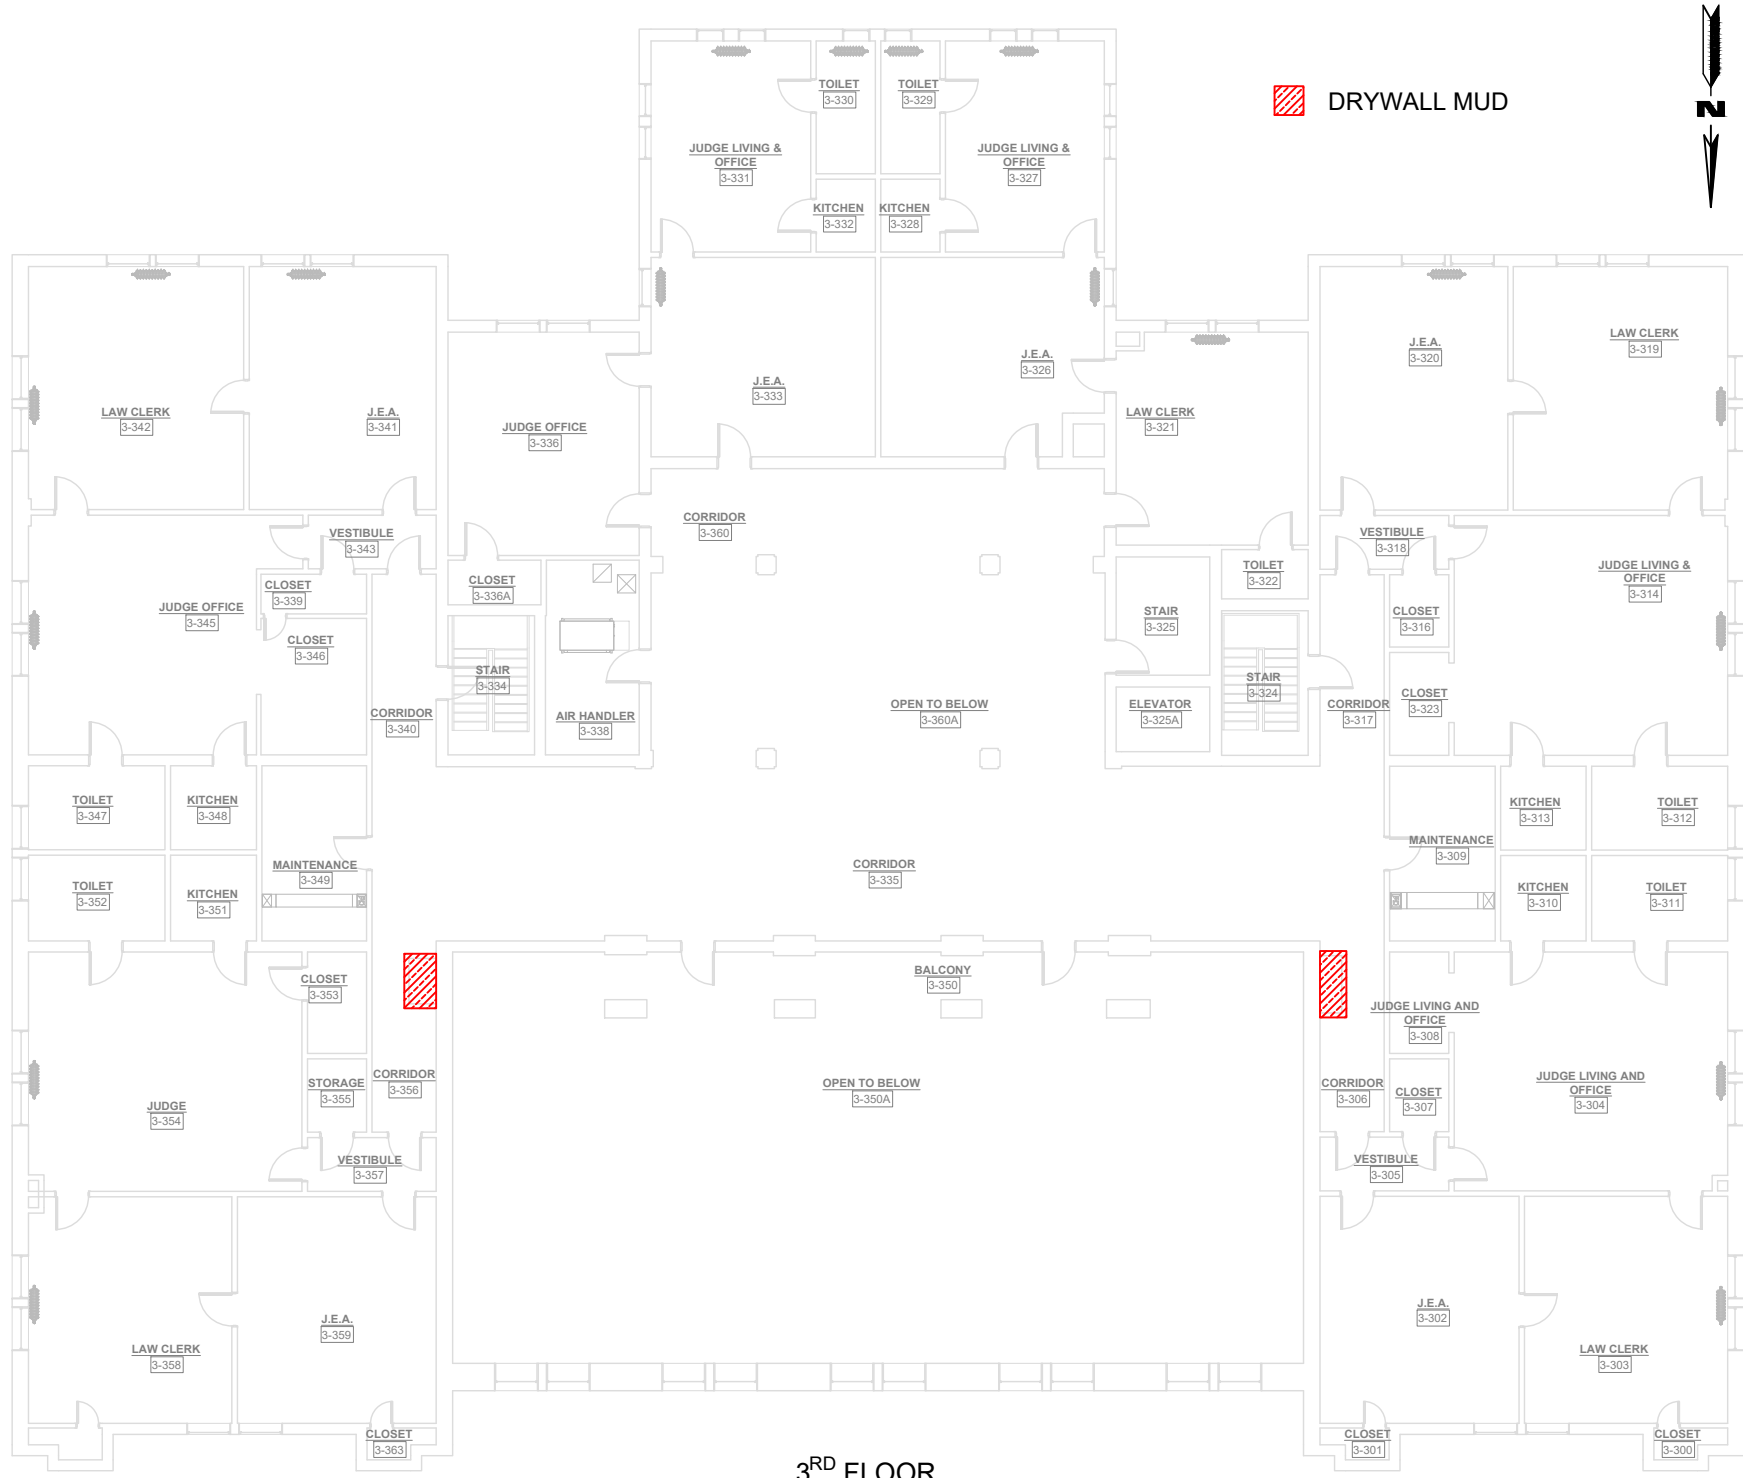 N
DRYWALL MUD
TOILET
3-330
TOILET
3-329
JUDGE LIVING &
OFFICE
3-331
JUDGE LIVING &
OFFICE
3-327
KITCHEN
3-332
KITCHEN
3-328
LAW CLERK
3-342
J.E.A.
3-341
JUDGE OFFICE
3-336
J.E.A.
3-333
J.E.A.
3-326
LAW CLERK
3-321
J.E.A.
3-320
LAW CLERK
3-319
CORRIDOR
3-360
VESTIBULE
3-343
VESTIBULE
3-318
CLOSET
3-339
CLOSET
3-336A
TOILET
3-322
JUDGE LIVING &
OFFICE
3-314
JUDGE OFFICE
3-345
CLOSET
3-346
STAIR
3-325
CLOSET
3-316
STAIR
3-334
STAIR
3-324
CORRIDOR
3-340
AIR HANDLER
3-338
OPEN TO BELOW
3-360A
ELEVATOR
3-325A
CORRIDOR
3-317
CLOSET
3-323
TOILET
3-347
KITCHEN
3-348
KITCHEN
3-313
TOILET
3-312
MAINTENANCE
3-349
CORRIDOR
3-335
MAINTENANCE
3-309
TOILET
3-352
KITCHEN
3-351
KITCHEN
3-310
TOILET
3-311
CLOSET
3-353
BALCONY
3-350
JUDGE LIVING AND
OFFICE
3-308
JUDGE
3-354
STORAGE
3-355
CORRIDOR
3-356
OPEN TO BELOW
3-350A
CORRIDOR
3-306
CLOSET
3-307
JUDGE LIVING AND
OFFICE
3-304
VESTIBULE
3-357
VESTIBULE
3-305
LAW CLERK
3-358
J.E.A.
3-359
J.E.A.
3-302
LAW CLERK
3-303
CLOSET
3-363
CLOSET
3-301
CLOSET
3-300
3RD FLOOR